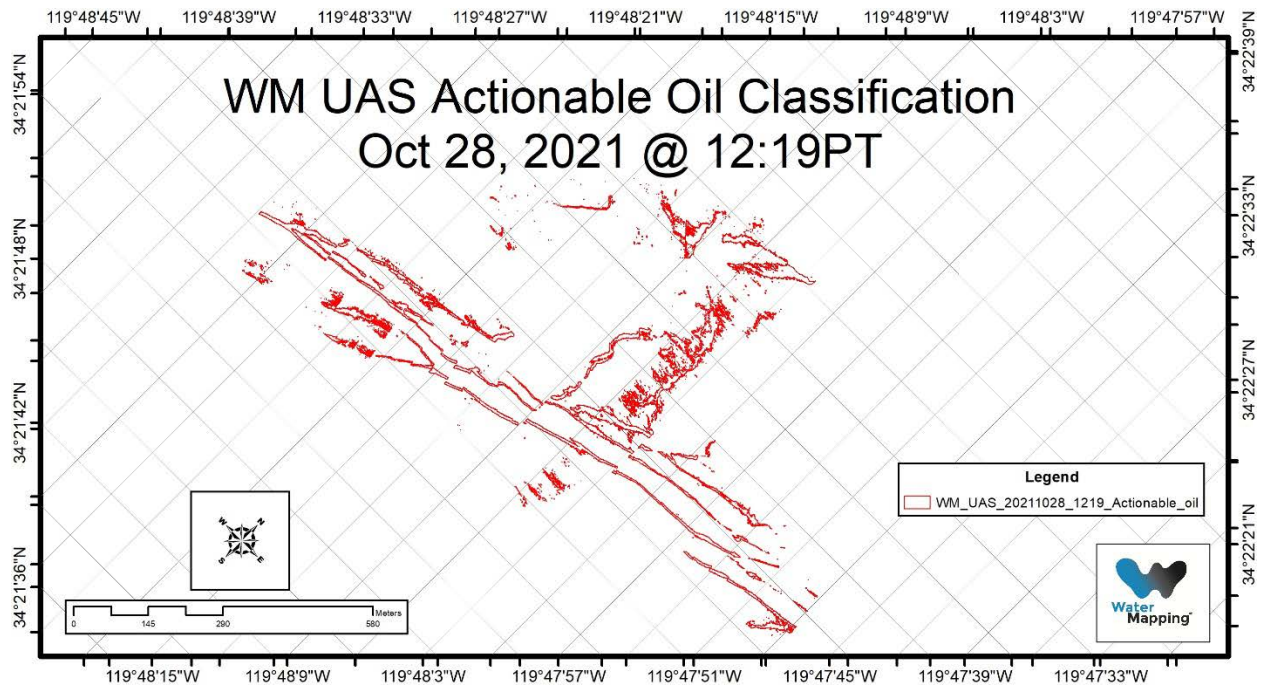 119°48'45"W 119°48'39"W 119°48'33"W 119°48'27"W 119°48'21"W 119°48'15"W 119°48'9"W 119°48'3"W 119°47'57"W
34°21'54"N
34°22'39"N
WM UAS Actionable Oil Classification
Oct 28, 2021 @ 12:19PT
34°21'48"N
34°22'33"N
34°21'42"N
34°22'27"N
Legend
WM_UAS_20211028_1219_Actionable_oil
W N
S E
34°21'36"N
34°22'21"N
Meters
0 145 290 580
Water
Mapping
119°48'15"W 119°48'9"W 119°48'3"W 119°47'57"W 119°47'51"W 119°47'45"W 119°47'39"W 119°47'33"W